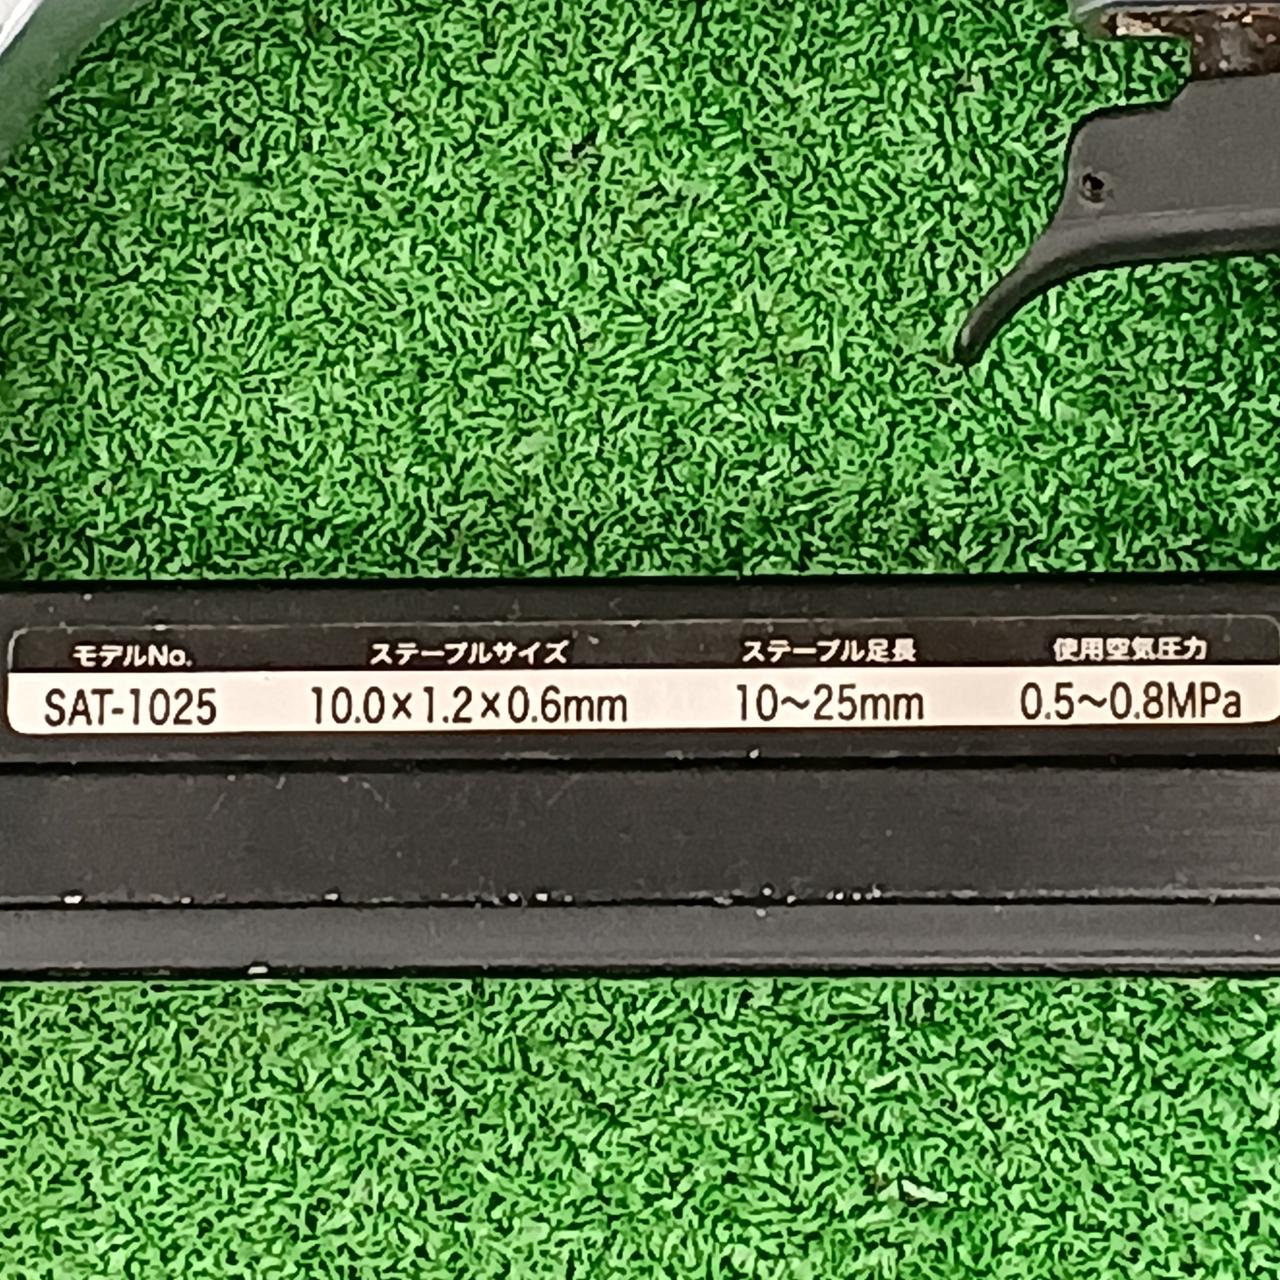 モデルNo. ステープルサイズ ステープル足長 使用空気圧力
SAT-1025 10.0×1.2×0.6mm 10~25mm 0.5~0.8MPa